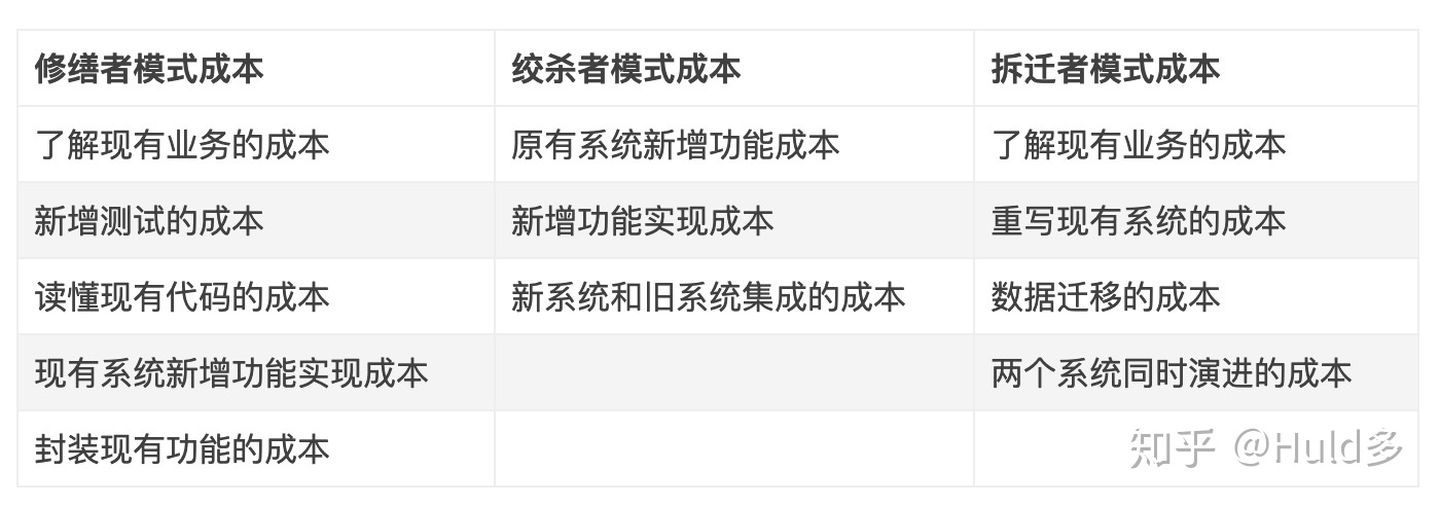 修缮者模式成本 绞杀者模式成本 拆迁者模式成本
了解现有业务的成本 原有系统新增功能成本 了解现有业务的成本
新增测试的成本 新增功能实现成本 重写现有系统的成本
读懂现有代码的成本 新系统和旧系统集成的成本 数据迁移的成本
现有系统新增功能实现成本 两个系统同时演进的成本
封装现有功能的成本
知乎 @Huld多